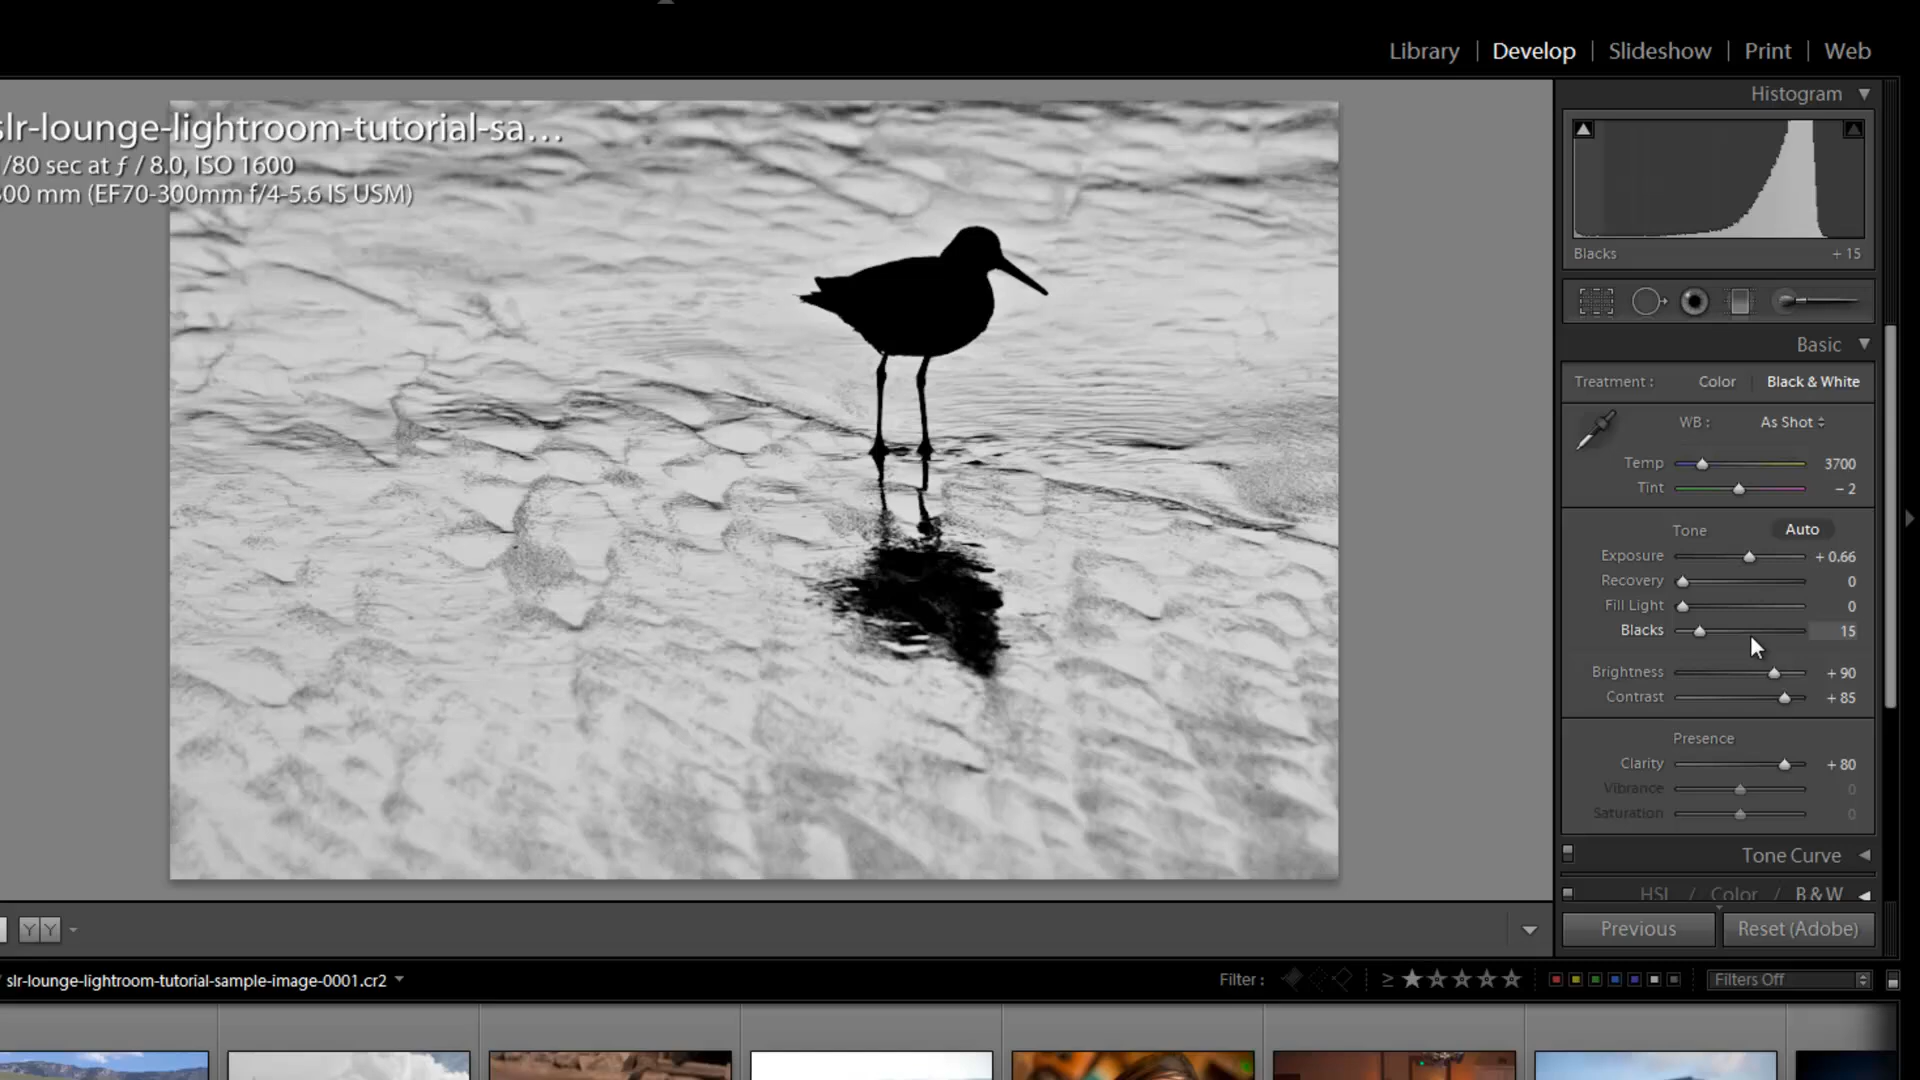 Library | Develop | Slideshow | Print | Web
slr-lounge-lightroom-tutorial-sa...
/80 sec at ƒ / 8.0, ISO 1600
00 mm (EF70-300mm f/4-5.6 IS USM)
Histogram
Blacks +15
Basic
Treatment : Color Black & White
WB : As Shot
Temp 3700
Tint – 2
Tone Auto
Exposure + 0.66
Recovery 0
Fill Light 0
Blacks 15
Brightness + 90
Contrast + 85
Presence
Clarity + 80
Vibrance 0
Saturation 0
Tone Curve
HSL / Color / B & W
Previous Reset (Adobe)
Y Y
/ slr-lounge-lightroom-tutorial-sample-image-0001.cr2
Filter : ≥ Filters Off